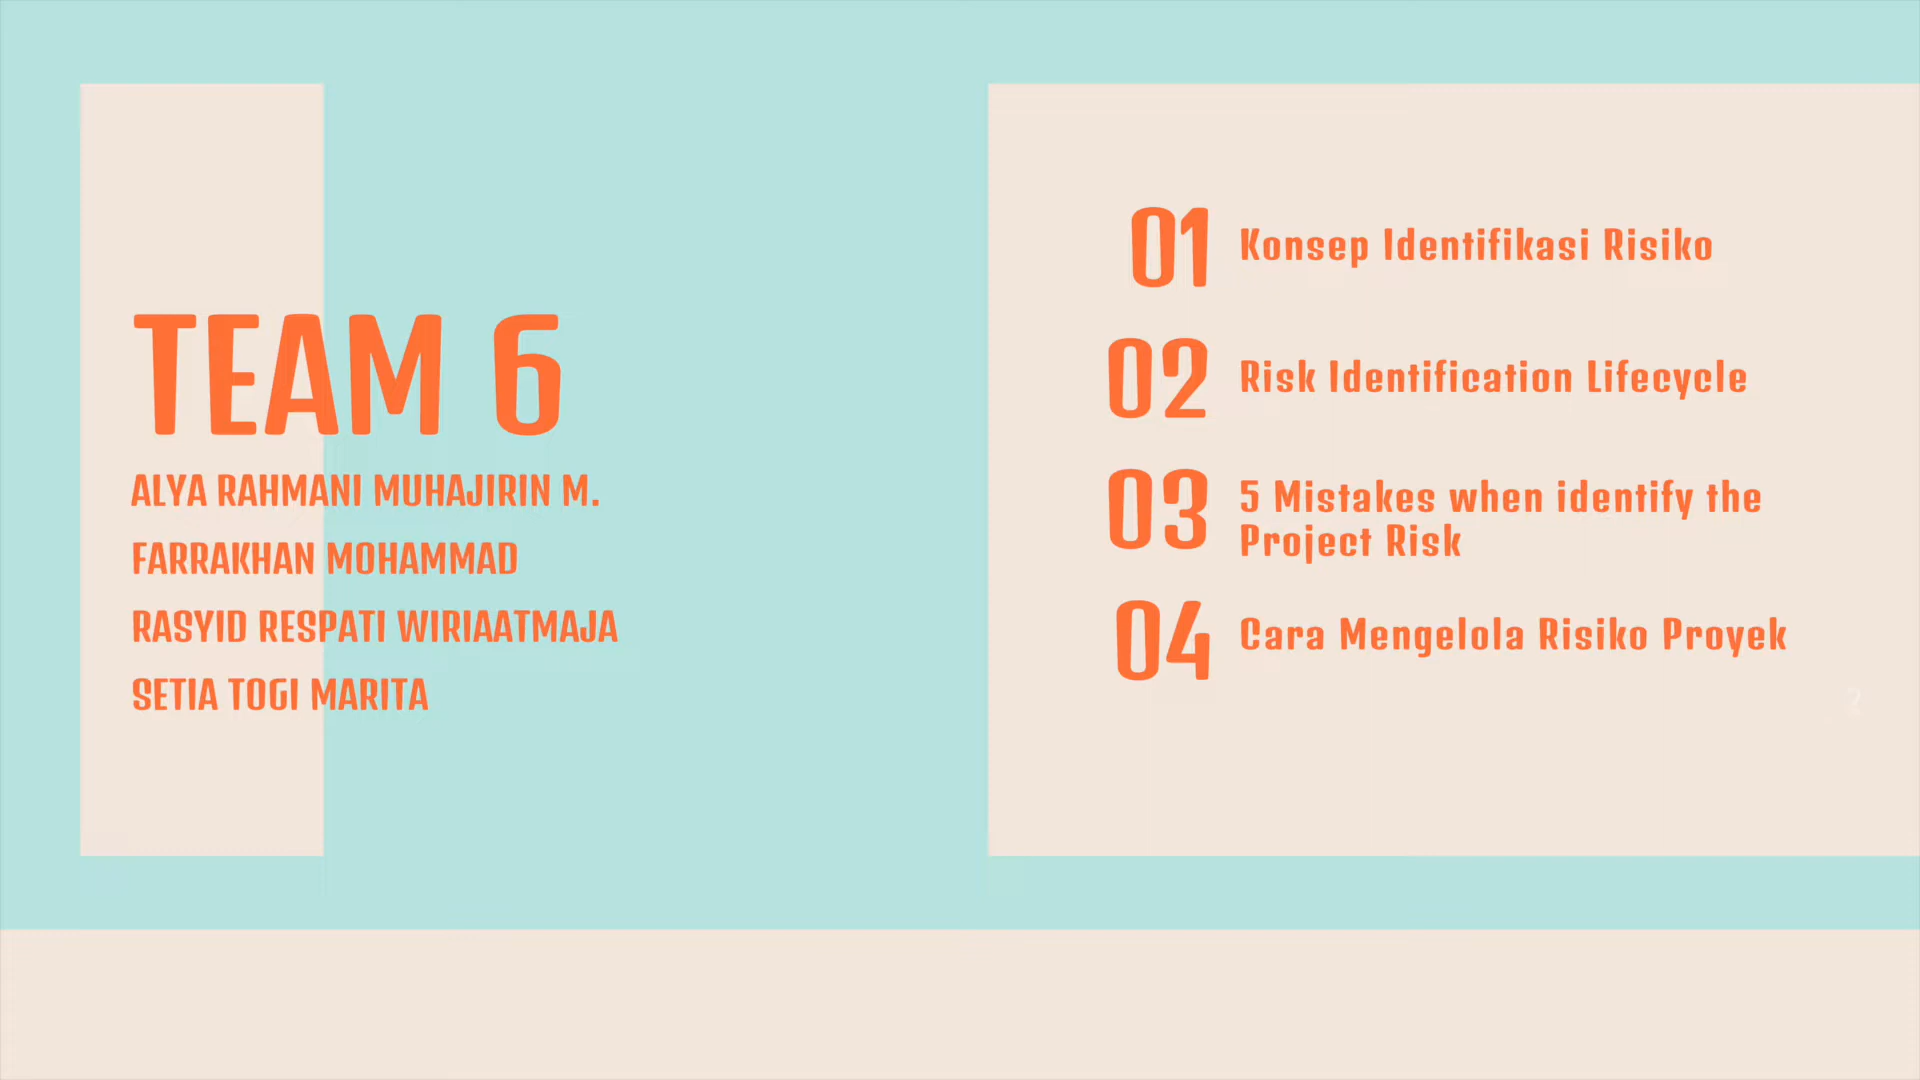 TEAM 6
ALYA RAHMANI MUHAJIRIN M.
FARRAKHAN MOHAMMAD
RASYID RESPATI WIRIAATMAJA
SETIA TOGI MARITA
01 Konsep Identifikasi Risiko
02 Risk Identification Lifecycle
03 5 Mistakes when identify the
Project Risk
04 Cara Mengelola Risiko Proyek
2